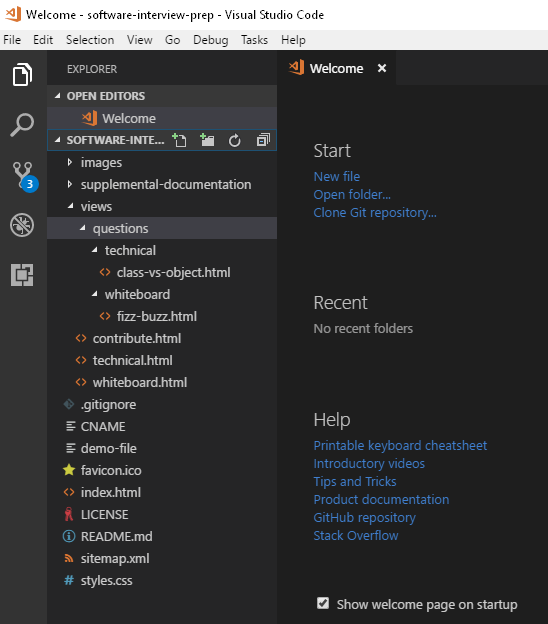 Welcome - software-interview-prep - Visual Studio Code
File Edit Selection View Go Debug Tasks Help
EXPLORER
OPEN EDITORS
Welcome
SOFTWARE-INTE...
images
supplemental-documentation
views
questions
technical
class-vs-object.html
whiteboard
fizz-buzz.html
contribute.html
technical.html
whiteboard.html
.gitignore
CNAME
demo-file
favicon.ico
index.html
LICENSE
README.md
sitemap.xml
styles.css
3
Welcome
Start
New file
Open folder...
Clone Git repository...
Recent
No recent folders
Help
Printable keyboard cheatsheet
Introductory videos
Tips and Tricks
Product documentation
GitHub repository
Stack Overflow
Show welcome page on startup